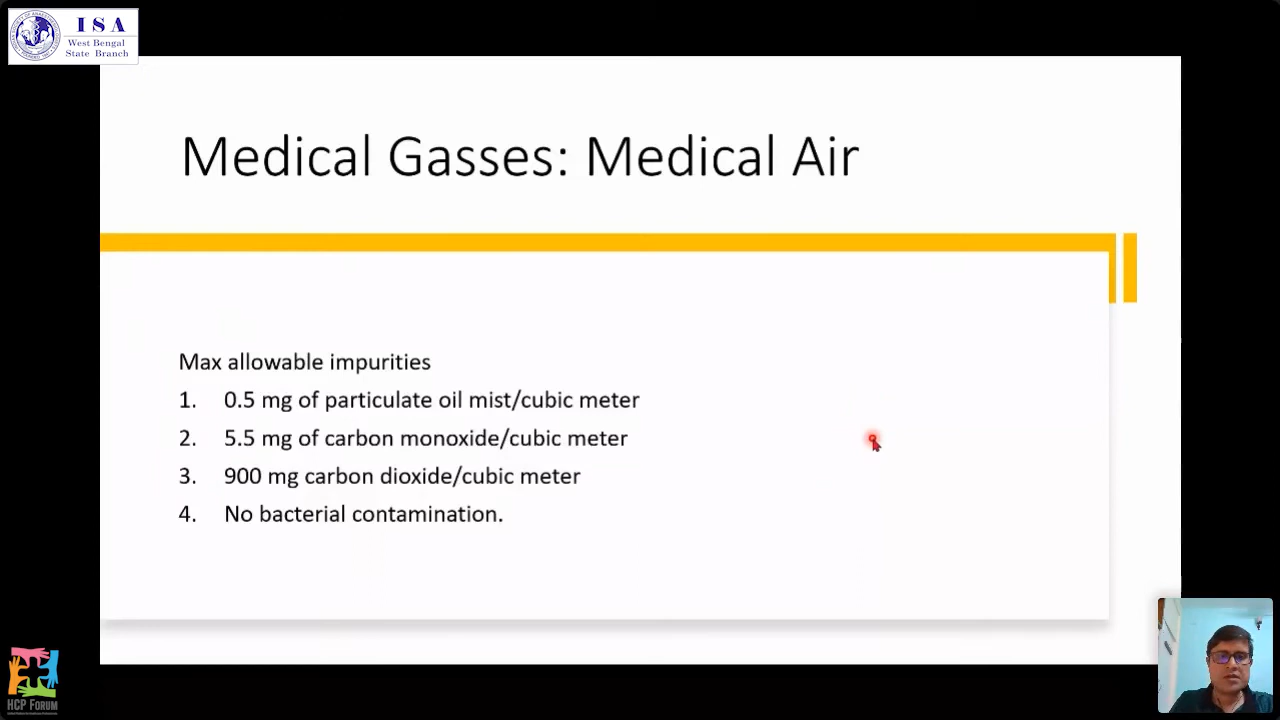 ISA
West Bengal
State Branch
Medical Gasses: Medical Air
Max allowable impurities
1. 0.5 mg of particulate oil mist/cubic meter
2. 5.5 mg of carbon monoxide/cubic meter
3. 900 mg carbon dioxide/cubic meter
4. No bacterial contamination.
HCP FORUM